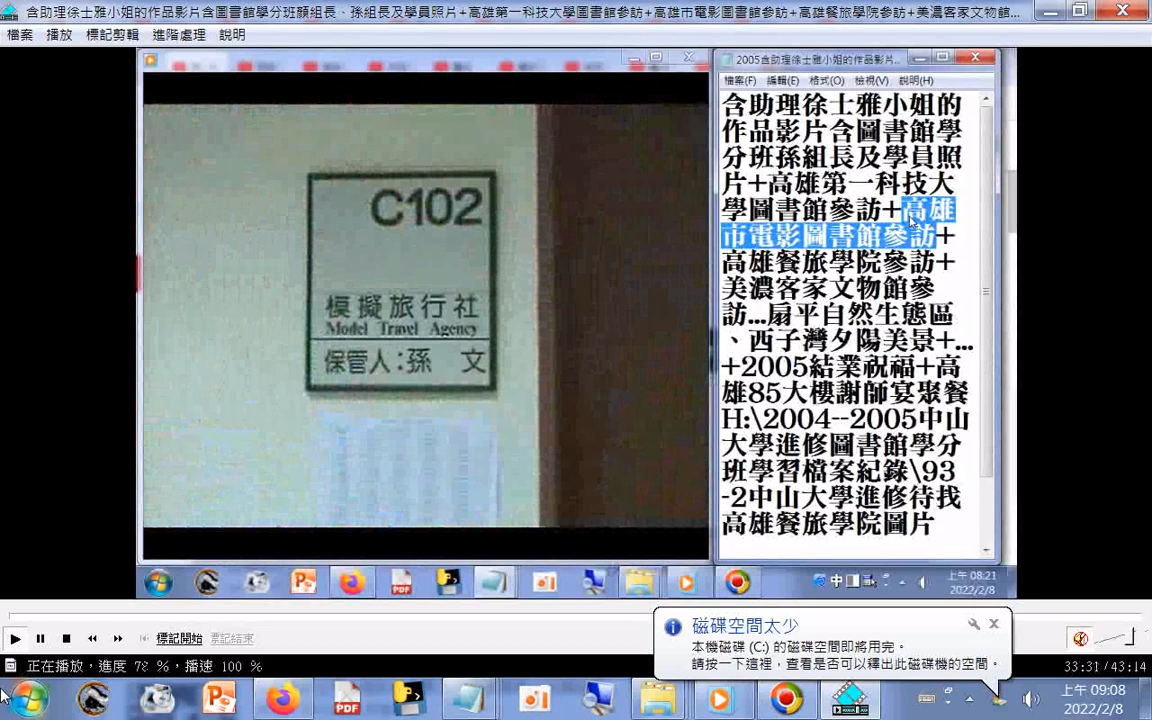 含助理徐士雅小姐的作品影片含圖書館學分班顏組長、孫組長及學員照片+高雄第一科技大學圖書館參訪+高雄市電影圖書館參訪+高雄餐旅學院參訪+美濃客家文物館...
檔案 播放 標記剪輯 進階處理 說明
C102
模擬旅行社
Model Travel Agency
保管人:孫 文
2005含助理徐士雅小姐的作品影片...
檔案(F) 編輯(E) 格式(O) 檢視(V) 說明(H)
含助理徐士雅小姐的
作品影片含圖書館學
分班孫組長及學員照
片+高雄第一科技大
學圖書館參訪+高雄
市電影圖書館參訪+
高雄餐旅學院參訪+
美濃客家文物館參
訪...扇平自然生態區
、西子灣夕陽美景+...
+2005結業祝福+高
雄85大樓謝師宴聚餐
H:\2004--2005中山
大學進修圖書館學分
班學習檔案紀錄\93
-2中山大學進修待找
高雄餐旅學院圖片
中
上午 08:21
2022/2/8
標記開始 標記結束
磁碟空間太少
本機磁碟 (C:) 的磁碟空間即將用完。
請按一下這裡，查看是否可以釋出此磁碟機的空間。
正在播放，進度 78 %，播速 100 %
33:31 / 43:14
上午 09:08
2022/2/8